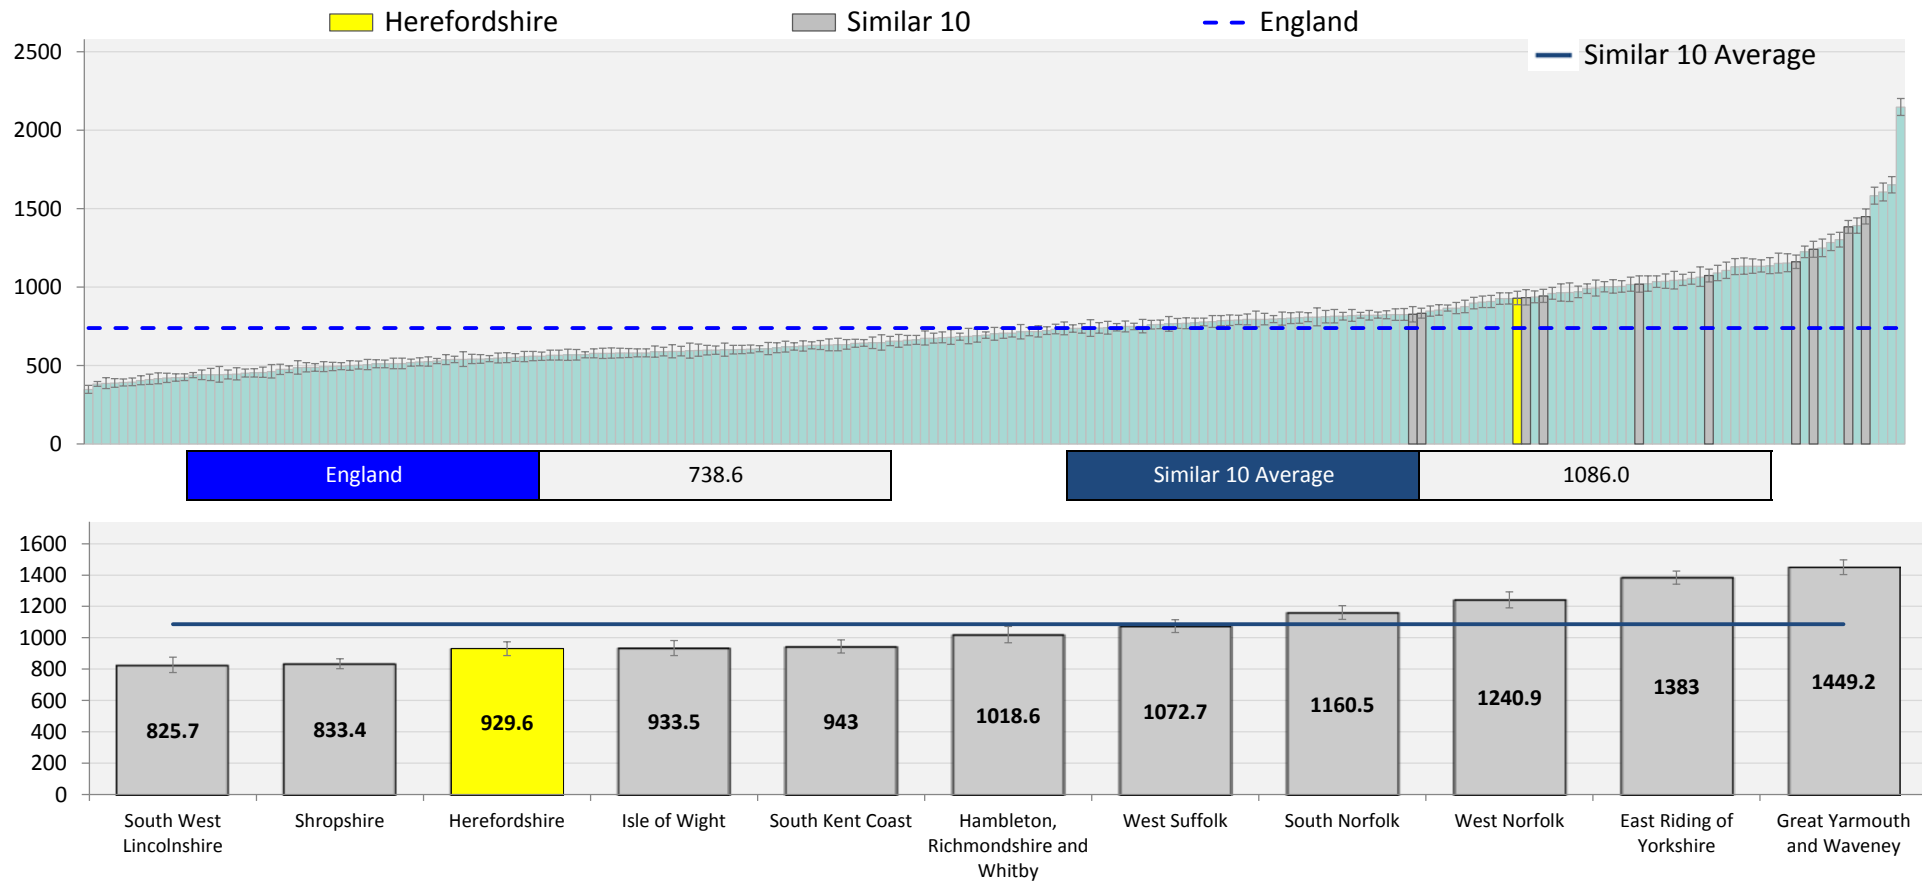 Herefordshire
Similar 10
England
Similar 10 Average
2500
2000
1500
1000
500
0
England 738.6
Similar 10 Average 1086.0
1600
1400
1200
1000
800
600
400
200
0
825.7
833.4
929.6
933.5
943
1018.6
1072.7
1160.5
1240.9
1383
1449.2
South West
Lincolnshire
Shropshire
Herefordshire
Isle of Wight
South Kent Coast
Hambleton,
Richmondshire and
Whitby
West Suffolk
South Norfolk
West Norfolk
East Riding of
Yorkshire
Great Yarmouth
and Waveney